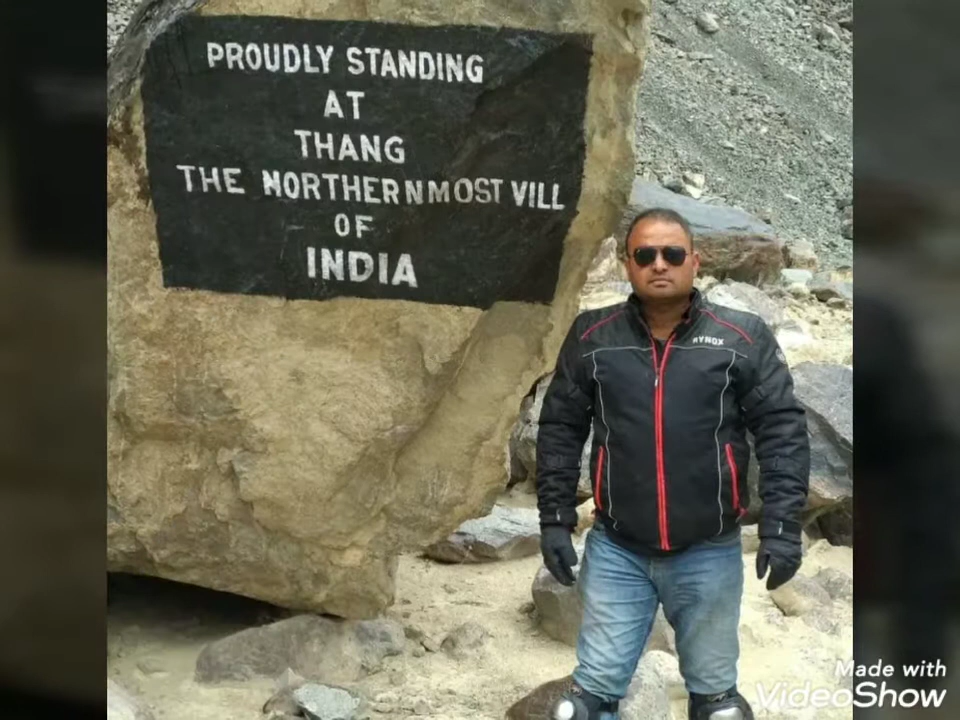 PROUDLY STANDING
AT
THANG
THE NORTHERNMOST VILL
OF
INDIA
RYNOX
Made with
VideoShow